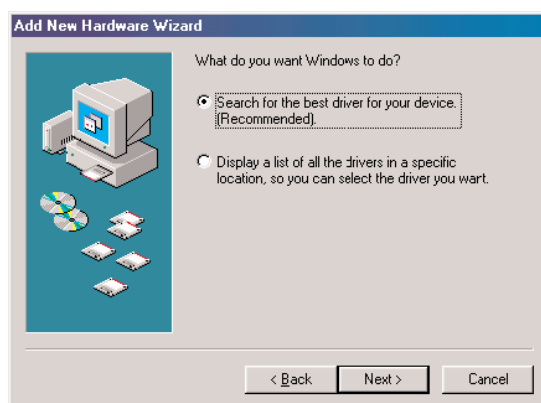 Add New Hardware Wizard
What do you want Windows to do?
Search for the best driver for your device.
(Recommended).
Display a list of all the drivers in a specific
location, so you can select the driver you want.
< Back
Next >
Cancel